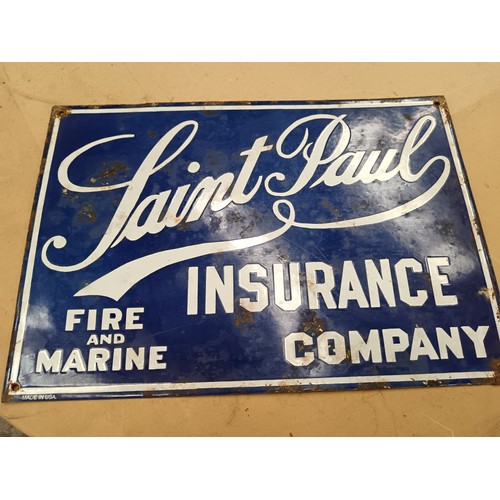 Saint Paul
INSURANCE
FIRE
AND
MARINE
COMPANY
MADE IN USA